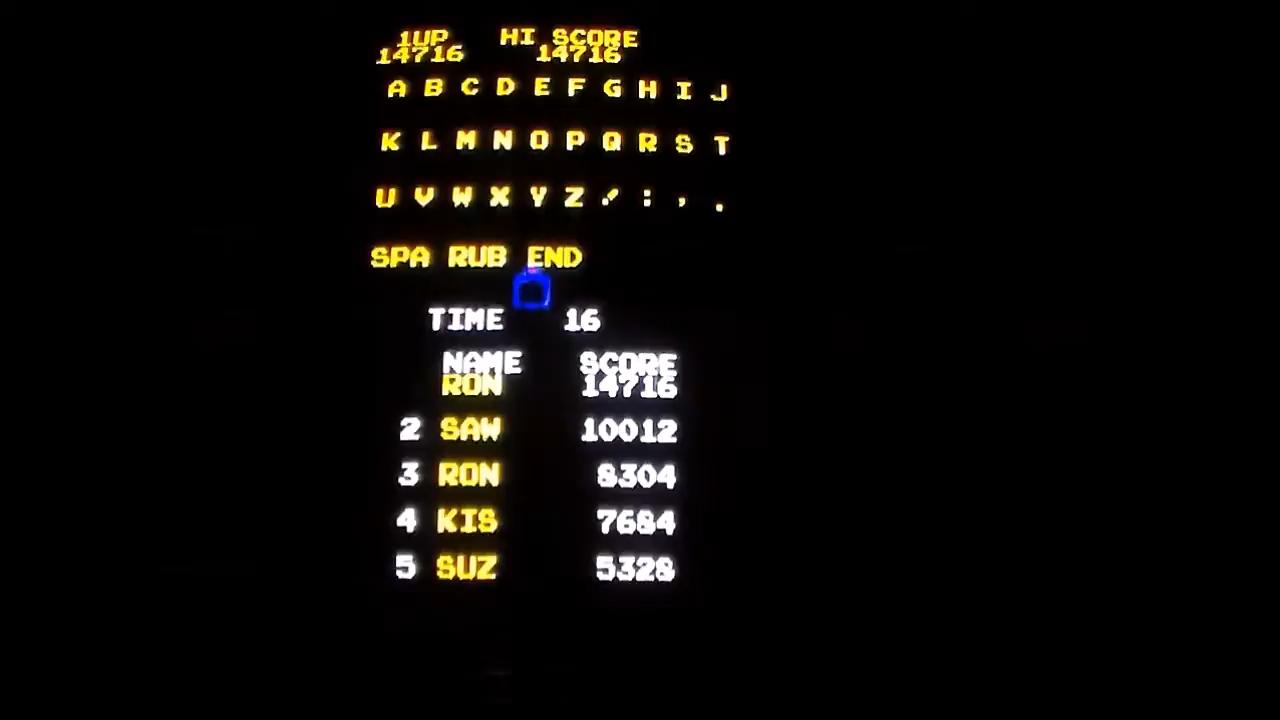 1UP HI SCORE
14716 14716
A B C D E F G H I J
K L M N O P Q R S T
U V W X Y Z / : , .
SPA RUB END
TIME 16
NAME SCORE
RON 14716
2 SAW 10012
3 RON 8304
4 KIS 7684
5 SUZ 5328